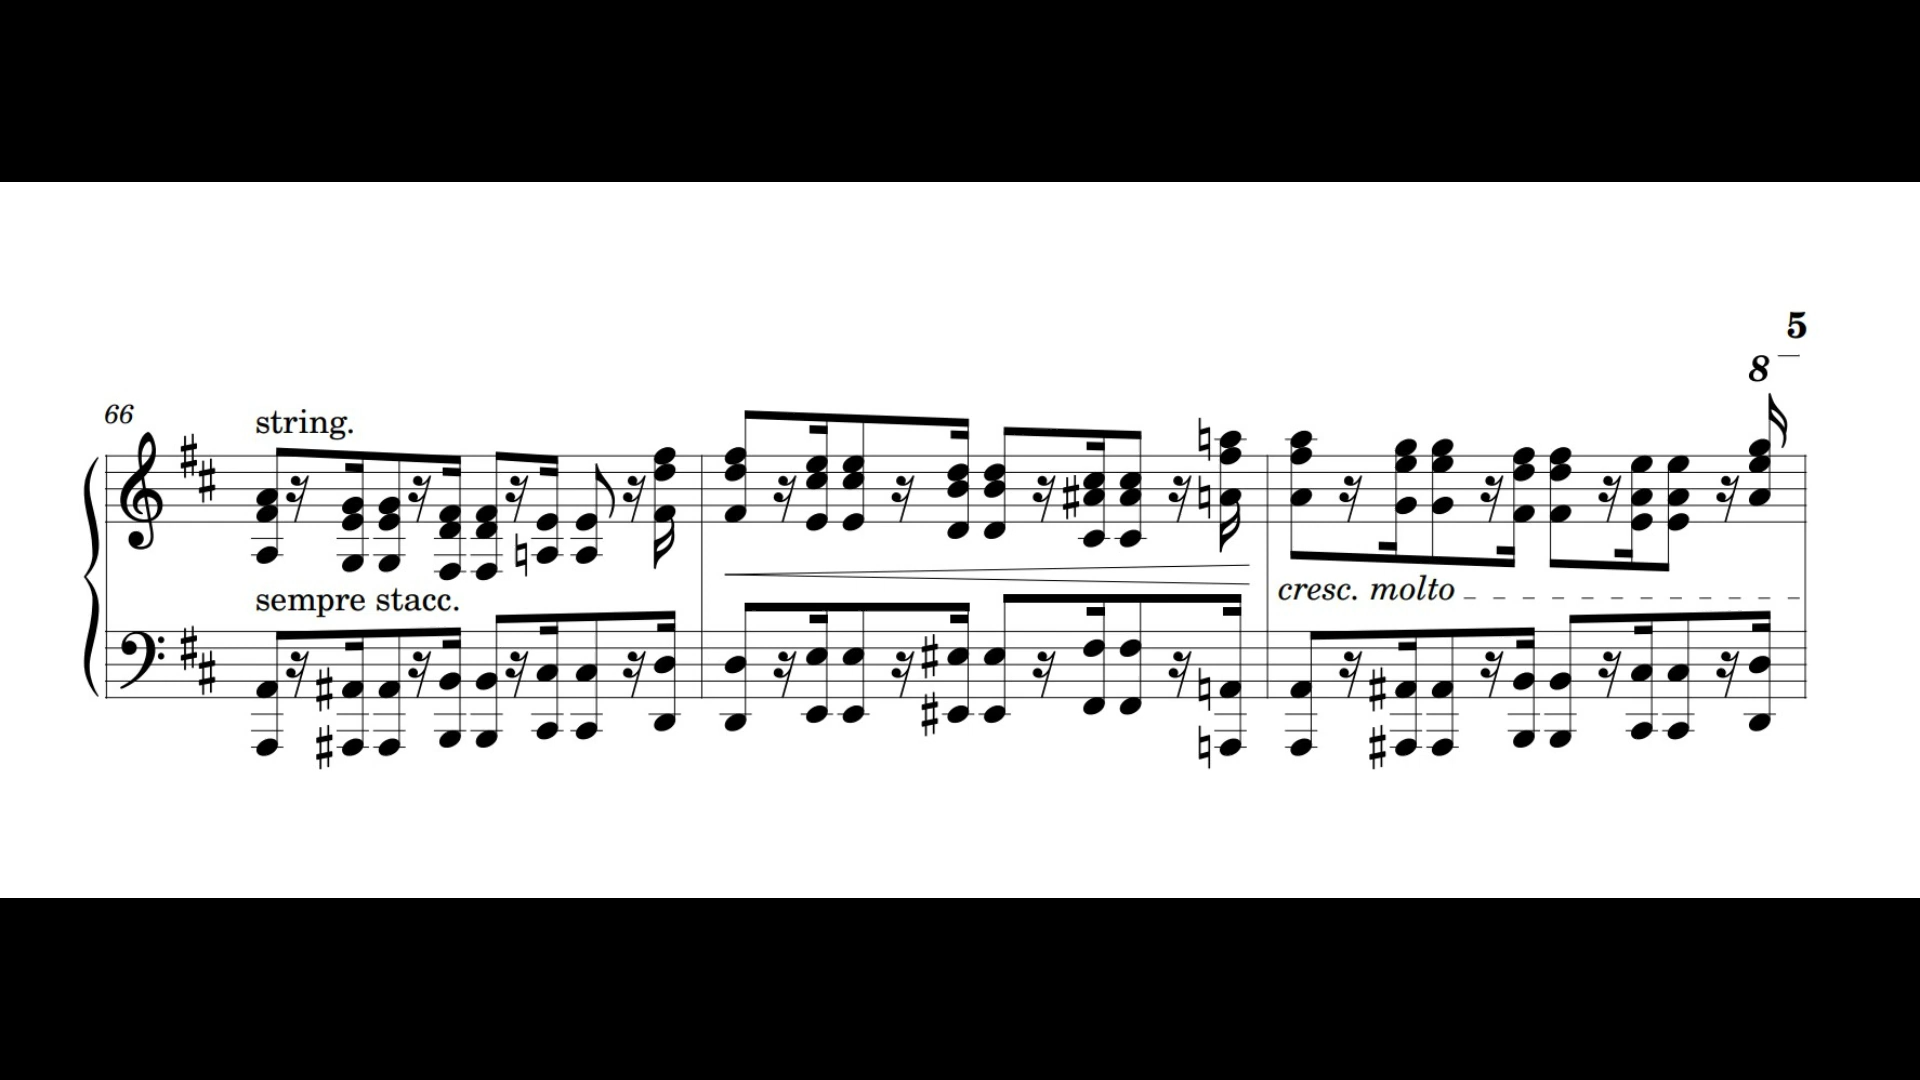 5
8
66
string.
sempre stacc.
cresc. molto